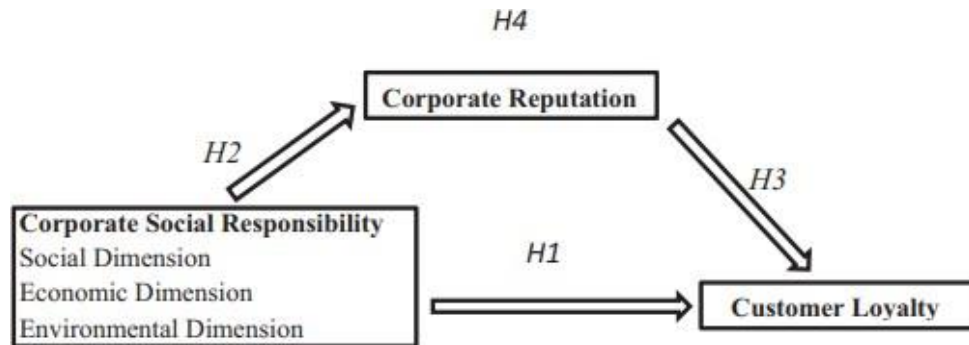 H4
Corporate Reputation
H2
H3
Corporate Social Responsibility
Social Dimension
H1
Economic Dimension
Environmental Dimension
Customer Loyalty